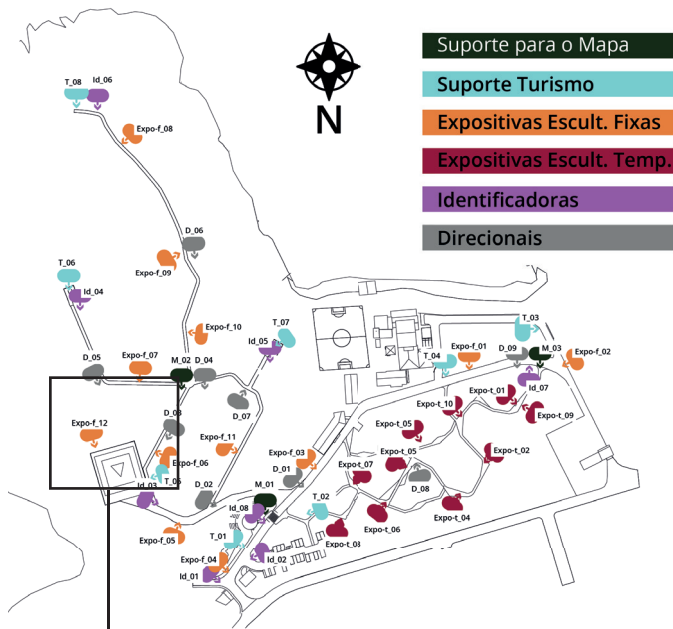 Suporte para o Mapa
Suporte Turismo
Expositivas Escult. Fixas
Expositivas Escult. Temp.
Identificadoras
Direcionais
N
T_08
Id_06
Expo-f_08
D_06
Expo-f_09
T_06
Id_04
Expo-f_10
T_07
Id_05
T_03
T_04
Expo-f_01
D_09
M_03
Expo-f_02
D_05
Expo-f_07
M_02
D_04
Id_07
Expo-t_01
Expo-t_10
Expo-t_09
D_07
Expo-f_12
D_03
Expo-t_05
Expo-f_11
Expo-f_03
Expo-t_02
Expo-f_06
Expo-t_07
Expo-t_05
T_05
D_01
D_08
Id_03
D_02
M_01
Id_08
T_02
Expo-t_04
Expo-t_06
Expo-f_05
T_01
Expo-t_08
Expo-f_04
Id_02
Id_01